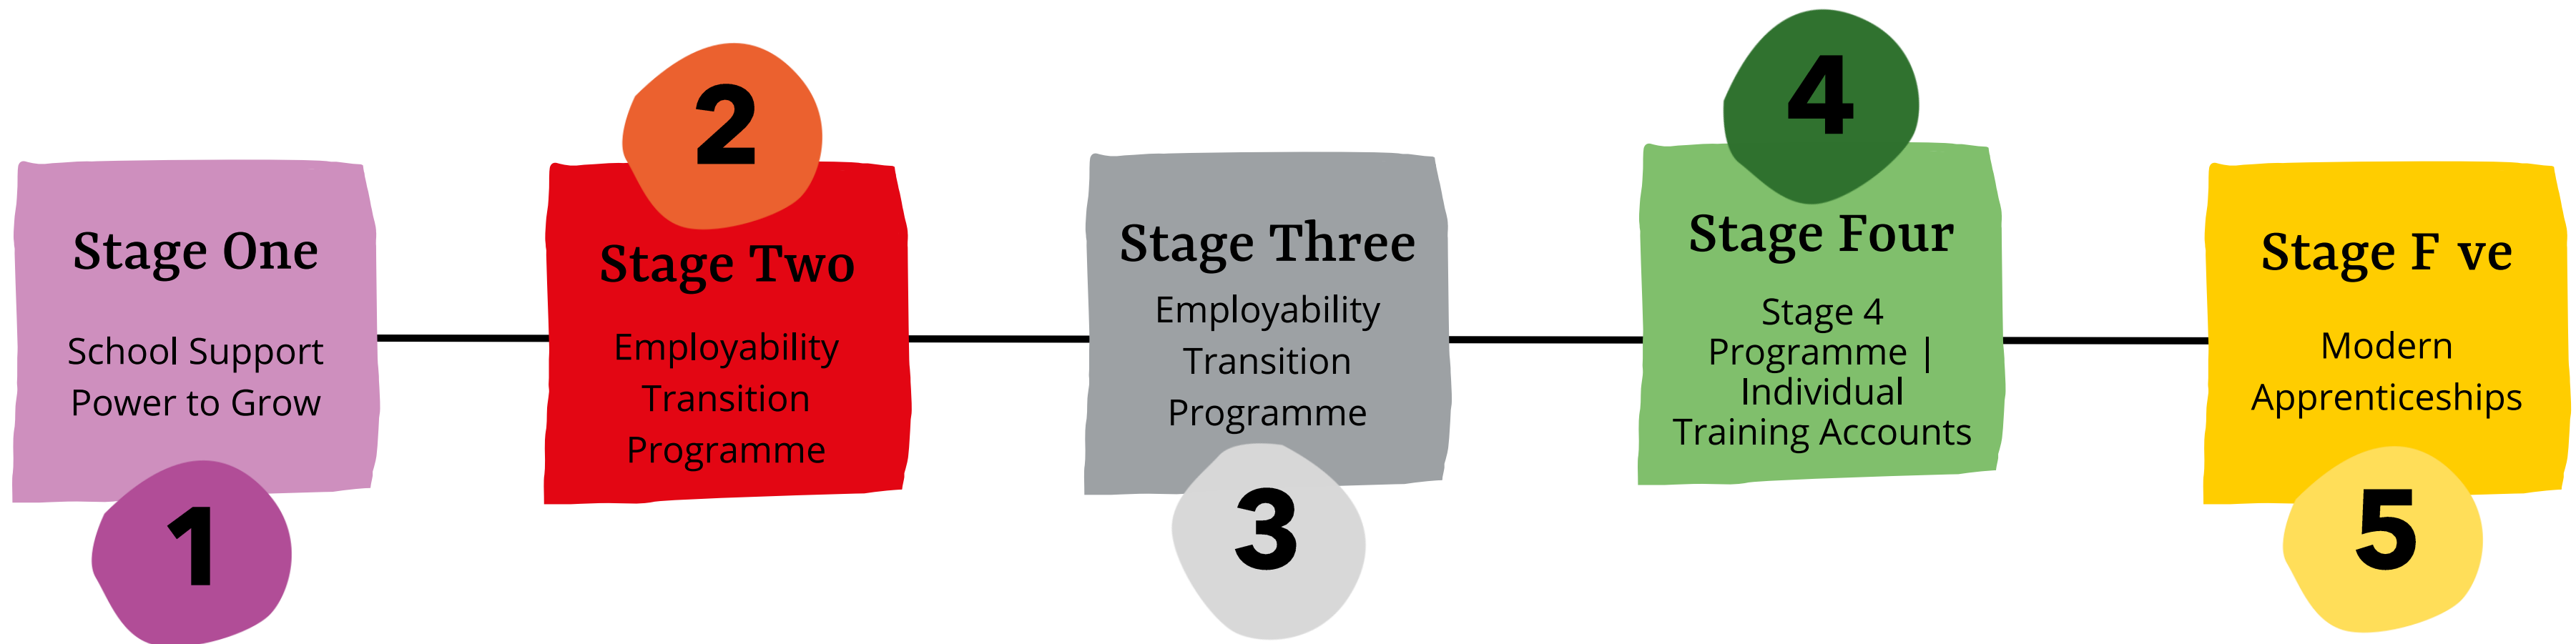 Stage One
School Support
Power to Grow
1
2
Stage Two
Employability
Transition
Programme
Stage Three
Employability
Transition
Programme
3
4
Stage Four
Stage 4
Programme |
Individual
Training Accounts
Stage F ve
Modern
Apprenticeships
5